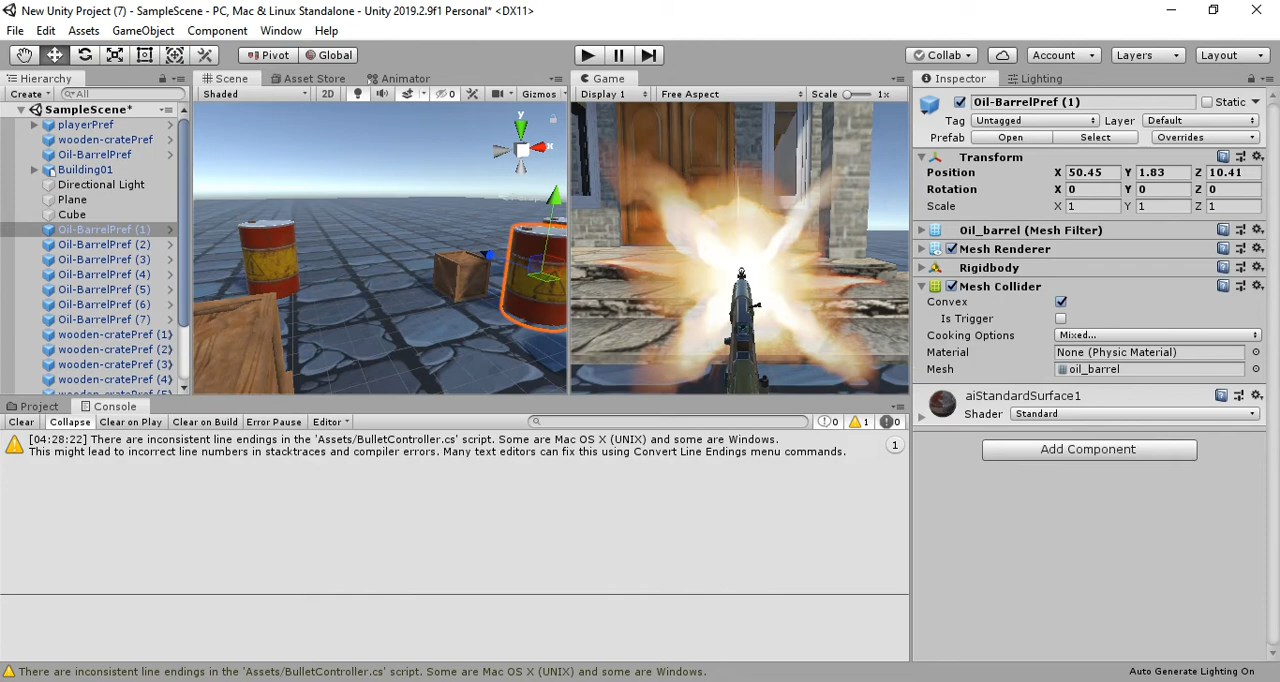 New Unity Project (7) - SampleScene - PC, Mac & Linux Standalone - Unity 2019.2.9f1 Personal* <DX11>
File Edit Assets GameObject Component Window Help
Pivot Global Collab Account Layers Layout
Hierarchy
Create All
SampleScene*
playerPref
wooden-cratePref
Oil-BarrelPref
Building01
Directional Light
Plane
Cube
Oil-BarrelPref (1)
Oil-BarrelPref (2)
Oil-BarrelPref (3)
Oil-BarrelPref (4)
Oil-BarrelPref (5)
Oil-BarrelPref (6)
Oil-BarrelPref (7)
wooden-cratePref (1)
wooden-cratePref (2)
wooden-cratePref (3)
wooden-cratePref (4)
Scene Asset Store Animator
Shaded 2D 0 Gizmos
y
x
Game
Display 1 Free Aspect Scale 1x
Inspector Lighting
Oil-BarrelPref (1) Static
Tag Untagged Layer Default
Prefab Open Select Overrides
Transform
Position X 50.45 Y 1.83 Z 10.41
Rotation X 0 Y 0 Z 0
Scale X 1 Y 1 Z 1
Oil_barrel (Mesh Filter)
Mesh Renderer
Rigidbody
Mesh Collider
Convex
Is Trigger
Cooking Options Mixed...
Material None (Physic Material)
Mesh oil_barrel
aiStandardSurface1
Shader Standard
Add Component
Project Console
Clear Collapse Clear on Play Clear on Build Error Pause Editor 0 1 0
[04:28:22] There are inconsistent line endings in the 'Assets/BulletController.cs' script. Some are Mac OS X (UNIX) and some are Windows.
This might lead to incorrect line numbers in stacktraces and compiler errors. Many text editors can fix this using Convert Line Endings menu commands.
1
There are inconsistent line endings in the 'Assets/BulletController.cs' script. Some are Mac OS X (UNIX) and some are Windows.
Auto Generate Lighting On